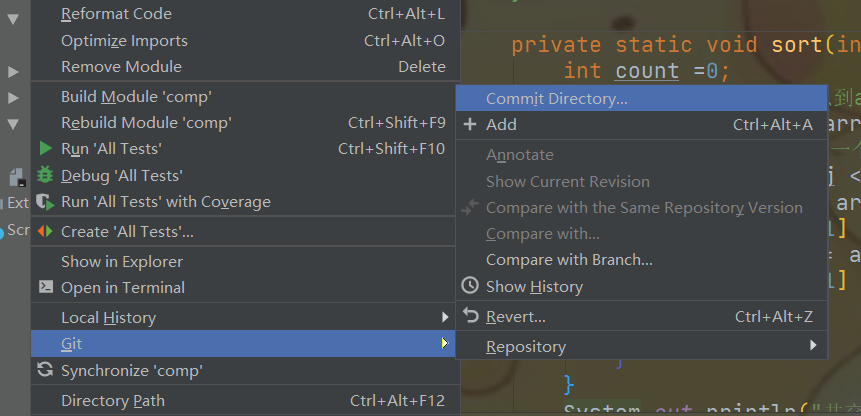 Reformat Code Ctrl+Alt+L
Optimize Imports Ctrl+Alt+O
Remove Module Delete
Build Module 'comp'
Rebuild Module 'comp' Ctrl+Shift+F9
Run 'All Tests' Ctrl+Shift+F10
Debug 'All Tests'
Run 'All Tests' with Coverage
Create 'All Tests'...
Show in Explorer
Open in Terminal
Local History
Git
Synchronize 'comp'
Directory Path Ctrl+Alt+F12
Ext
Scr
Commit Directory...
Add Ctrl+Alt+A
Annotate
Show Current Revision
Compare with the Same Repository Version
Compare with...
Compare with Branch...
Show History
Revert... Ctrl+Alt+Z
Repository
private static void sort(in
int count =0;
到a
arr
j <
ar
1]
= a
1]
}
}
System.out.println("